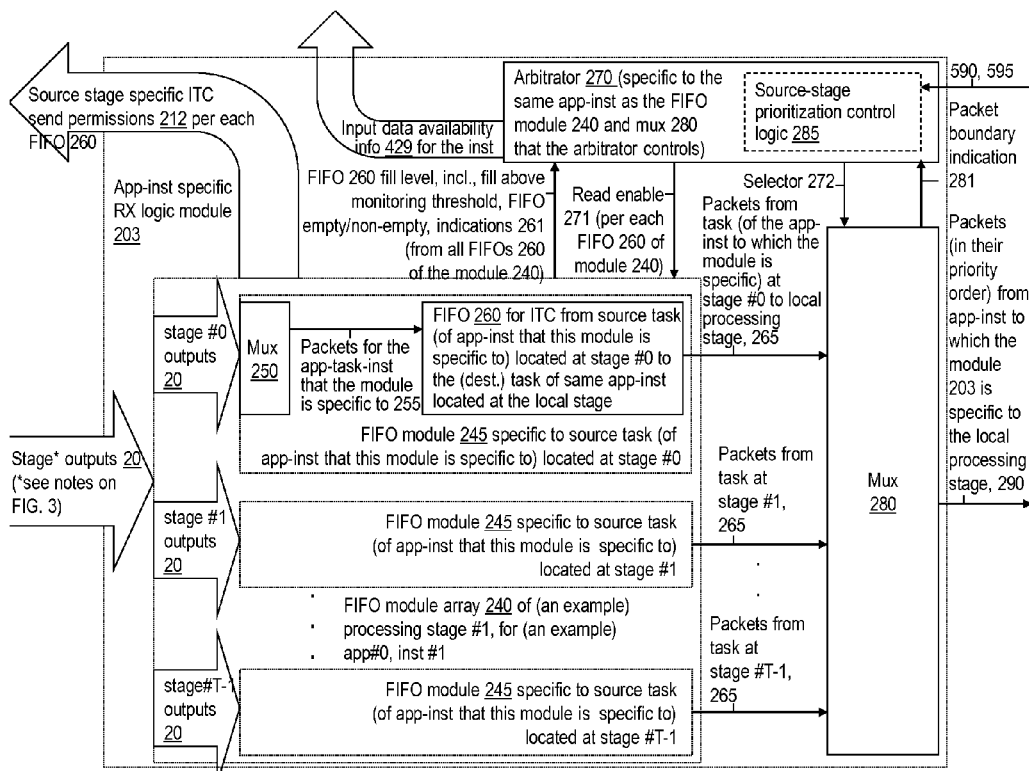 Source stage specific ITC
send permissions 212 per each
FIFO 260
App-inst specific
RX logic module
203
Input data availability
info 429 for the inst
Arbitrator 270 (specific to the
same app-inst as the FIFO
module 240 and mux 280
that the arbitrator controls)
Source-stage
prioritization control
logic 285
590, 595
Packet
boundary
indication
281
FIFO 260 fill level, incl., fill above
monitoring threshold, FIFO
empty/non-empty, indications 261
(from all FIFOs 260
of the module 240)
Read enable
271 (per each
FIFO 260 of
module 240)
Selector 272
Packets from
task (of the app-
inst to which the
module is
specific) at
stage #0 to local
processing
stage, 265
Packets
(in their
priority
order) from
app-inst to
which the
module
203 is
specific to
the local
processing
stage, 290
stage #0
outputs
20
Mux
250
Packets for the
app-task-inst
that the module
is specific to 255
FIFO 260 for ITC from source task
(of app-inst that this module is
specific to) located at stage #0 to
the (dest.) task of same app-inst
located at the local stage
FIFO module 245 specific to source task (of
app-inst that this module is specific to) located at stage #0
Stage* outputs 20
(*see notes on
FIG. 3)
stage #1
outputs
20
FIFO module 245 specific to source task
(of app-inst that this module is specific to)
located at stage #1
Packets from
task at
stage #1,
265
Mux
280
FIFO module array 240 of (an example)
processing stage #1, for (an example)
app#0, inst #1
Packets from
task at
stage #T-1,
265
stage#T-1
outputs
20
FIFO module 245 specific to source task
(of app-inst that this module is specific to)
located at stage #T-1